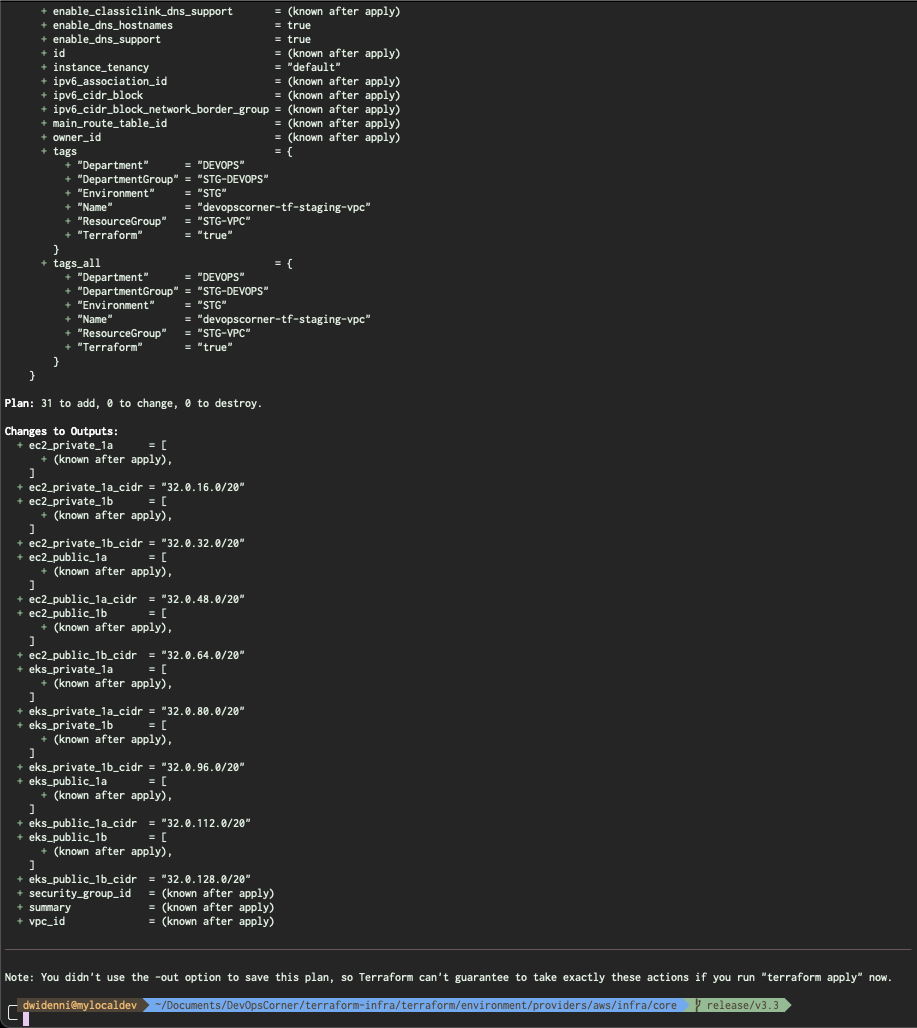 + enable_classiclink_dns_support       = (known after apply)
+ enable_dns_hostnames                 = true
+ enable_dns_support                   = true
+ id                                   = (known after apply)
+ instance_tenancy                     = "default"
+ ipv6_association_id                  = (known after apply)
+ ipv6_cidr_block                      = (known after apply)
+ ipv6_cidr_block_network_border_group = (known after apply)
+ main_route_table_id                  = (known after apply)
+ owner_id                             = (known after apply)
+ tags                                 = {
+ "Department"      = "DEVOPS"
+ "DepartmentGroup" = "STG-DEVOPS"
+ "Environment"     = "STG"
+ "Name"            = "devopscorner-tf-staging-vpc"
+ "ResourceGroup"   = "STG-VPC"
+ "Terraform"       = "true"
}
+ tags_all                             = {
+ "Department"      = "DEVOPS"
+ "DepartmentGroup" = "STG-DEVOPS"
+ "Environment"     = "STG"
+ "Name"            = "devopscorner-tf-staging-vpc"
+ "ResourceGroup"   = "STG-VPC"
+ "Terraform"       = "true"
}
}
Plan: 31 to add, 0 to change, 0 to destroy.
Changes to Outputs:
+ ec2_private_1a      = [
+ (known after apply),
]
+ ec2_private_1a_cidr = "32.0.16.0/20"
+ ec2_private_1b      = [
+ (known after apply),
]
+ ec2_private_1b_cidr = "32.0.32.0/20"
+ ec2_public_1a       = [
+ (known after apply),
]
+ ec2_public_1a_cidr  = "32.0.48.0/20"
+ ec2_public_1b       = [
+ (known after apply),
]
+ ec2_public_1b_cidr  = "32.0.64.0/20"
+ eks_private_1a      = [
+ (known after apply),
]
+ eks_private_1a_cidr = "32.0.80.0/20"
+ eks_private_1b      = [
+ (known after apply),
]
+ eks_private_1b_cidr = "32.0.96.0/20"
+ eks_public_1a       = [
+ (known after apply),
]
+ eks_public_1a_cidr  = "32.0.112.0/20"
+ eks_public_1b       = [
+ (known after apply),
]
+ eks_public_1b_cidr  = "32.0.128.0/20"
+ security_group_id   = (known after apply)
+ summary             = (known after apply)
+ vpc_id              = (known after apply)
Note: You didn't use the -out option to save this plan, so Terraform can't guarantee to take exactly these actions if you run "terraform apply" now.
dwidenni@mylocaldev ~/Documents/DevOpsCorner/terraform-infra/terraform/environment/providers/aws/infra/core release/v3.3